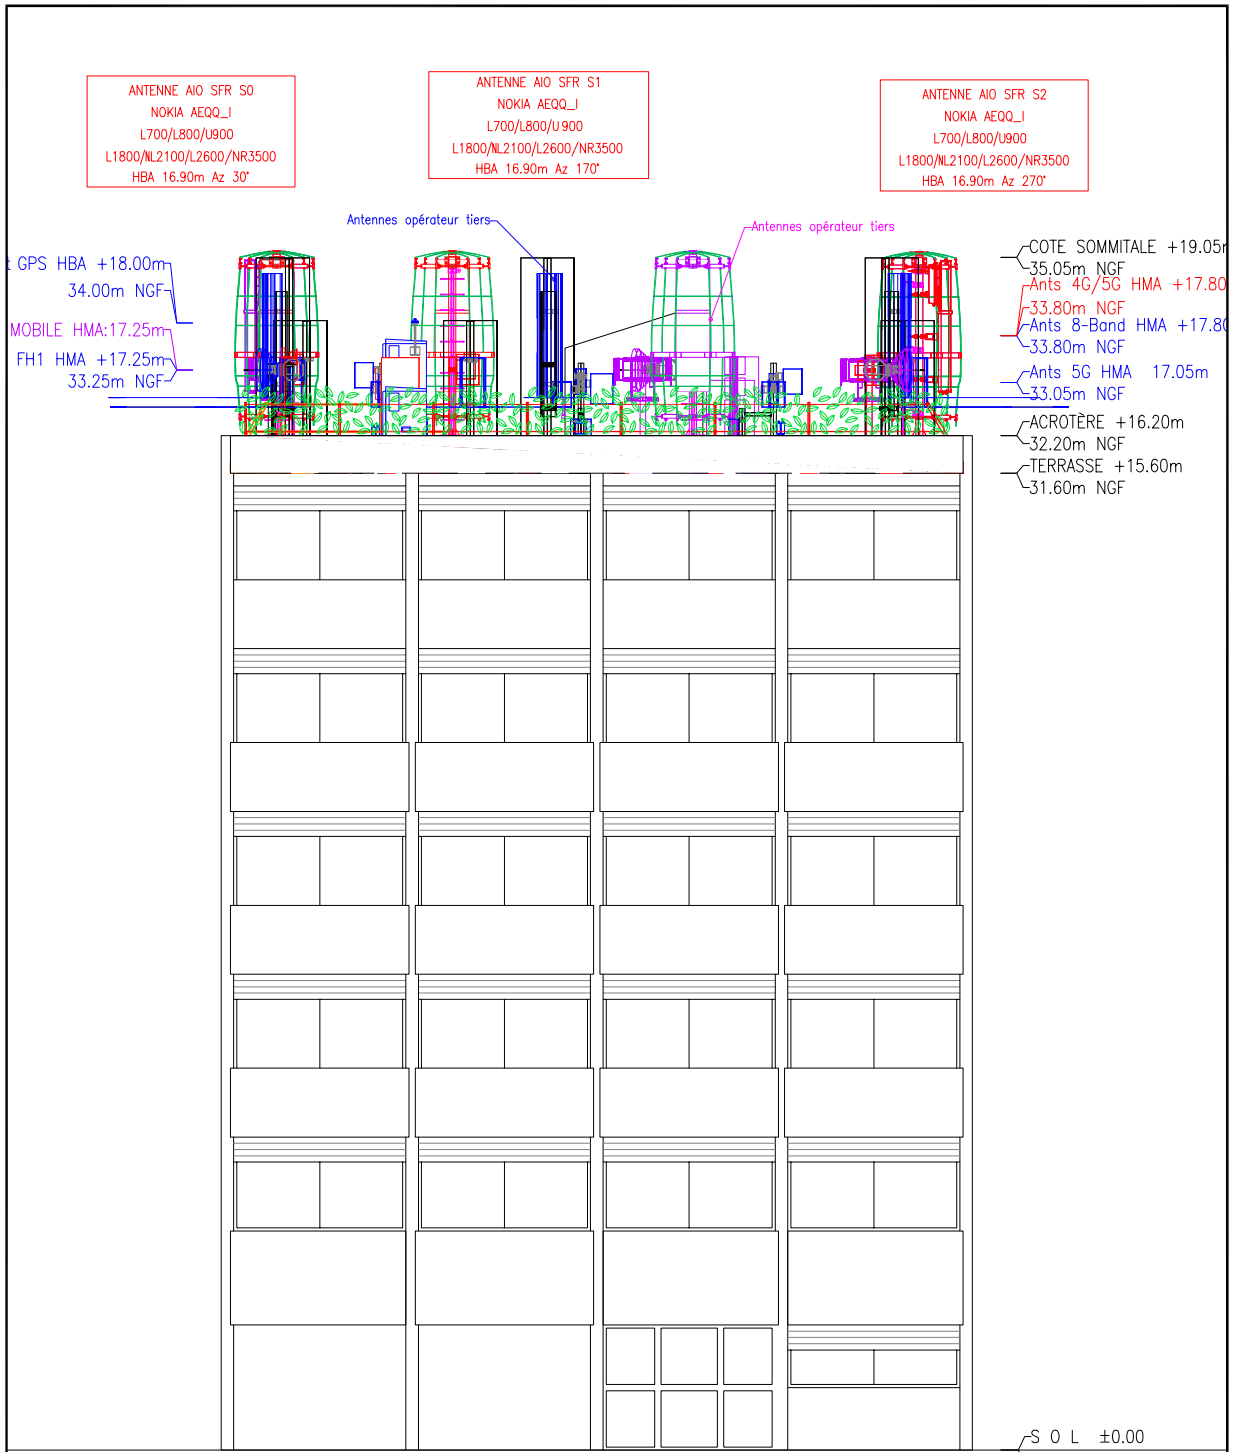 ANTENNE AIO SFR S0
NOKIA AEQQ_I
L700/L800/U900
L1800/NL2100/L2600/NR3500
HBA 16.90m Az 30°
ANTENNE AIO SFR S1
NOKIA AEQQ_I
L700/L800/U900
L1800/NL2100/L2600/NR3500
HBA 16.90m Az 170°
ANTENNE AIO SFR S2
NOKIA AEQQ_I
L700/L800/U900
L1800/NL2100/L2600/NR3500
HBA 16.90m Az 270°
Antennes opérateur tiers
Antennes opérateur tiers
GPS HBA +18.00m
34.00m NGF
MOBILE HMA:17.25m
FH1 HMA +17.25m
33.25m NGF
COTE SOMMITALE +19.05m
35.05m NGF
Ants 4G/5G HMA +17.80
33.80m NGF
Ants 8-Band HMA +17.80
33.80m NGF
Ants 5G HMA 17.05m
33.05m NGF
ACROTÈRE +16.20m
32.20m NGF
TERRASSE +15.60m
31.60m NGF
S O L ±0.00